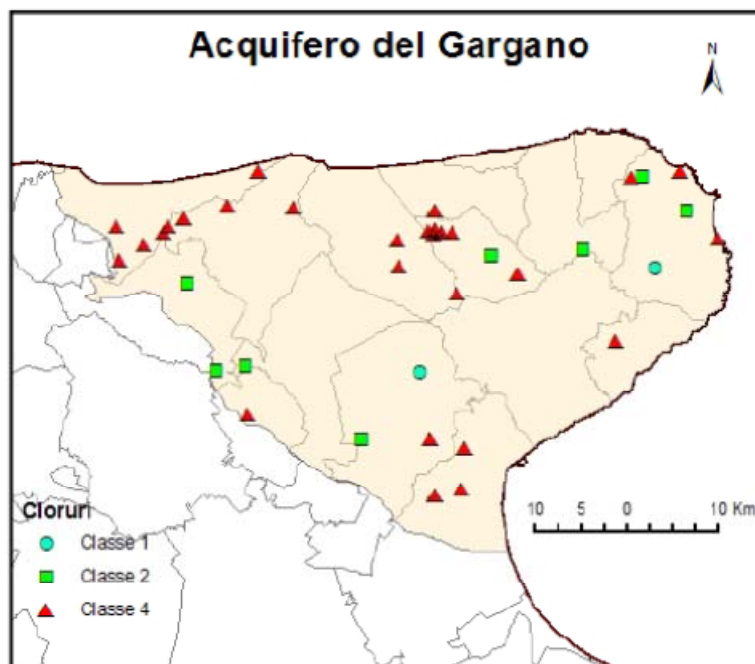 Acquifero del Gargano
N
10 5 0 10 Km
Cloruri
Classe 1
Classe 2
Classe 4